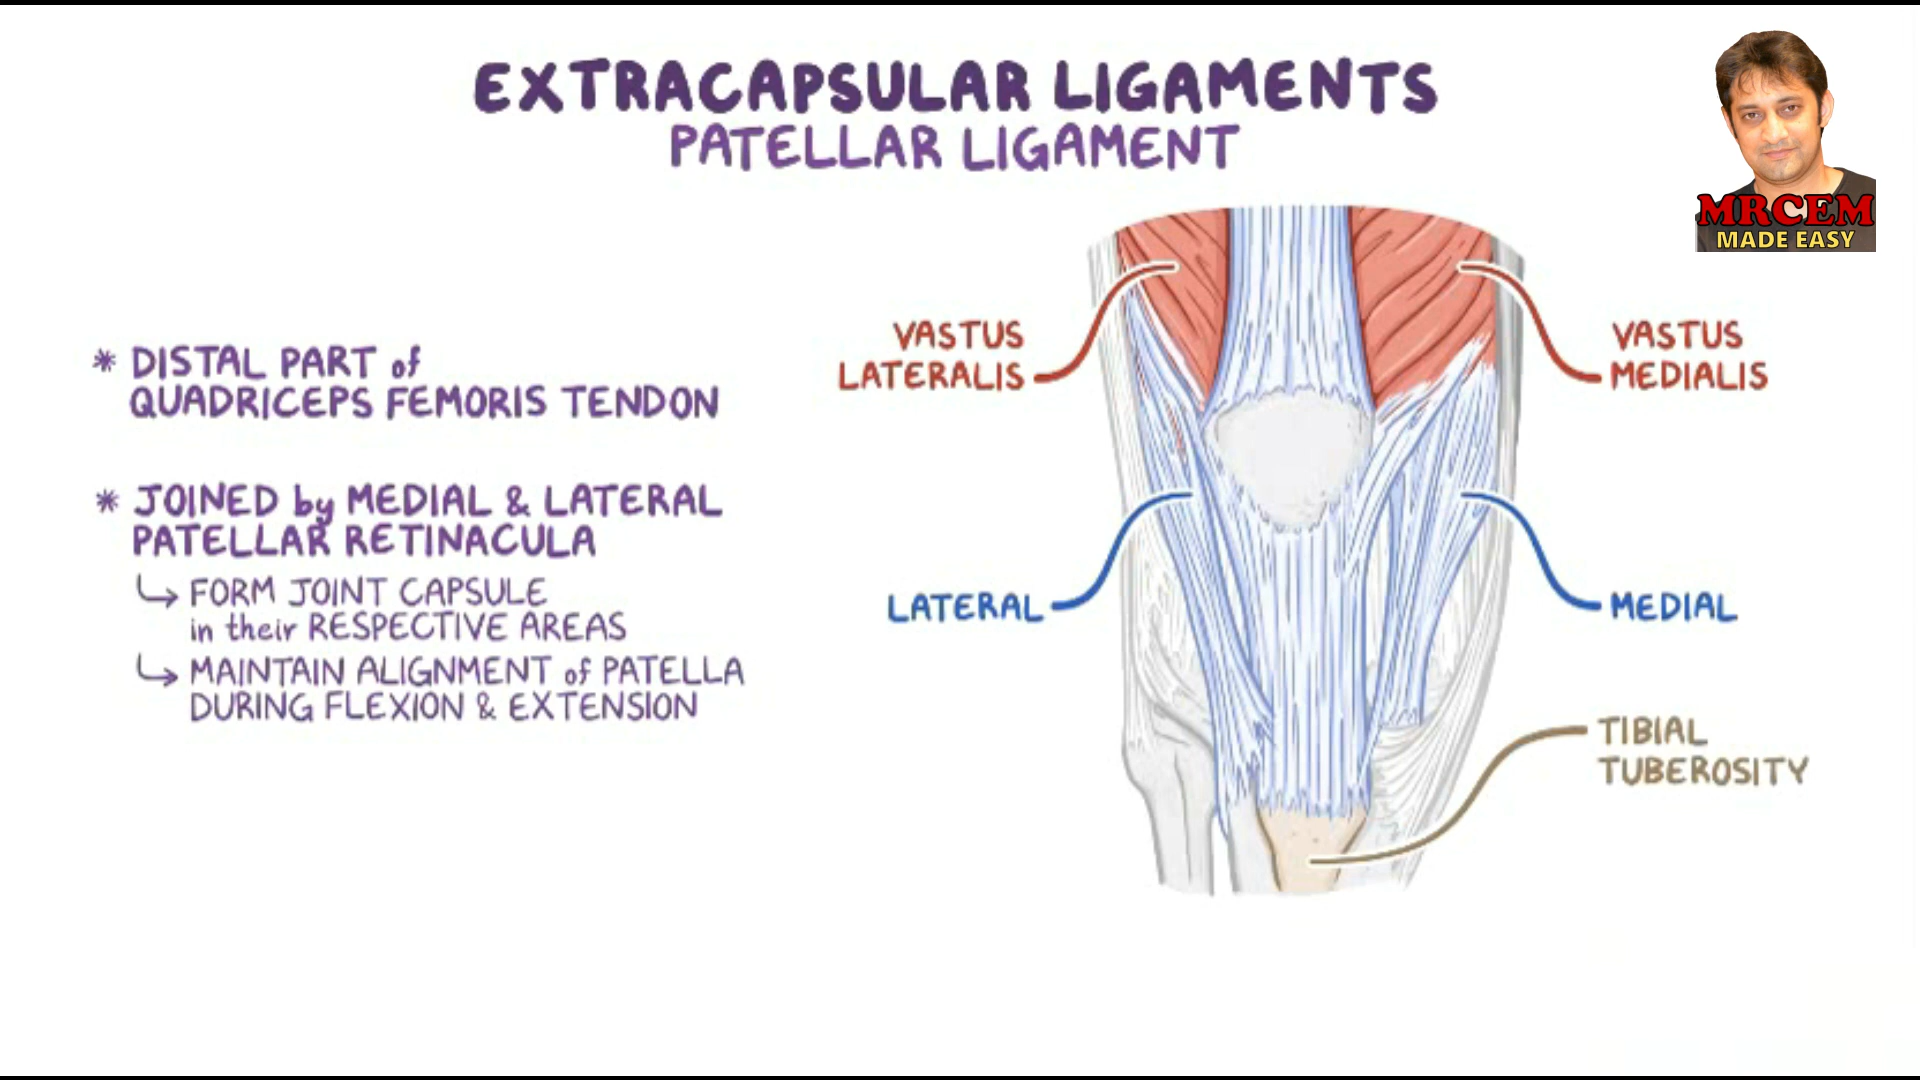 EXTRACAPSULAR LIGAMENTS
PATELLAR LIGAMENT
MRCEM
MADE EASY
* DISTAL PART of
QUADRICEPS FEMORIS TENDON
* JOINED by MEDIAL & LATERAL
PATELLAR RETINACULA
↳ FORM JOINT CAPSULE
in their RESPECTIVE AREAS
↳ MAINTAIN ALIGNMENT of PATELLA
DURING FLEXION & EXTENSION
VASTUS
LATERALIS
VASTUS
MEDIALIS
LATERAL
MEDIAL
TIBIAL
TUBEROSITY